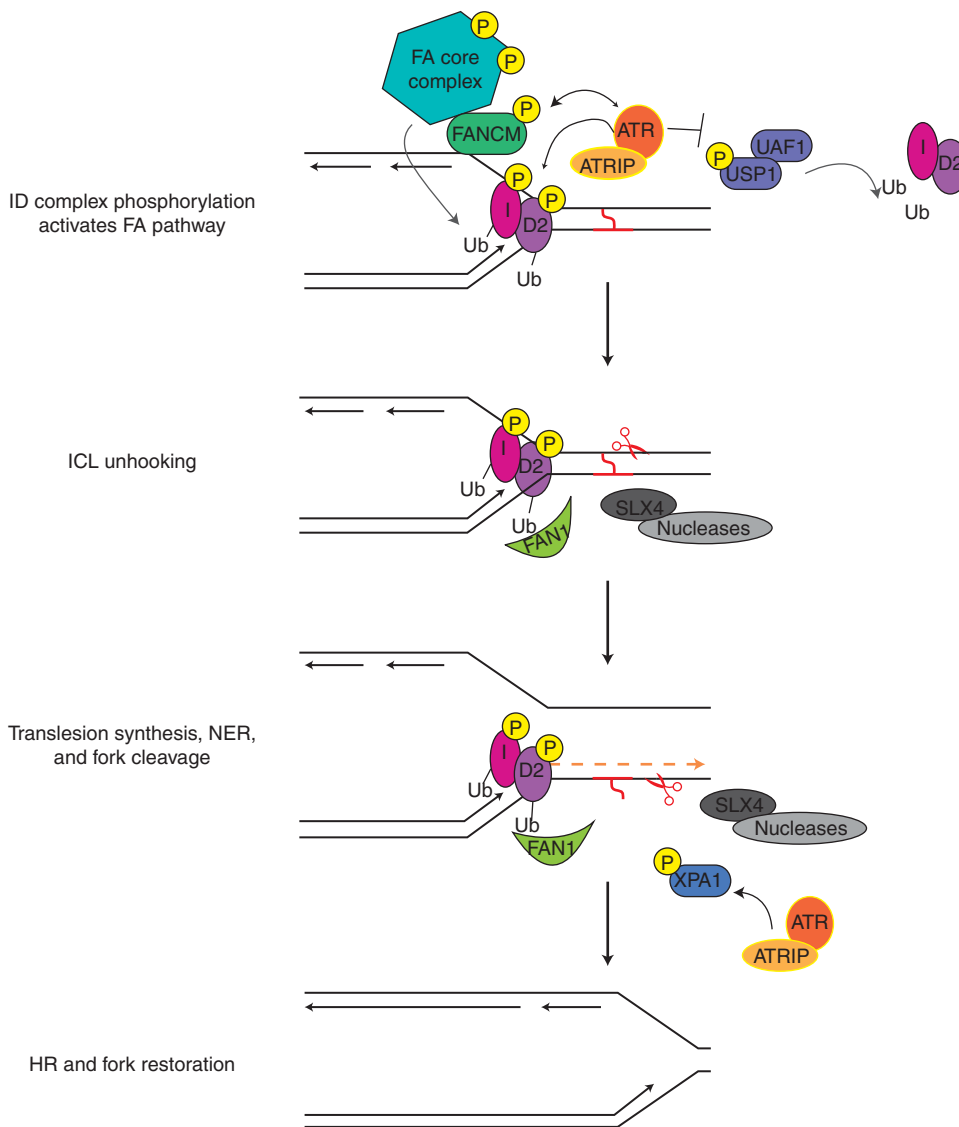 P
FA core
complex
P
P
FANCM
ATR
ATRIP
P
UAF1
USP1
I
D2
Ub
Ub
ID complex phosphorylation
activates FA pathway
P
P
I
D2
Ub
Ub
P
P
I
D2
ICL unhooking
Ub
Ub
FAN1
SLX4
Nucleases
P
P
I
D2
Translesion synthesis, NER,
and fork cleavage
Ub
Ub
FAN1
SLX4
Nucleases
P
XPA1
ATR
ATRIP
HR and fork restoration